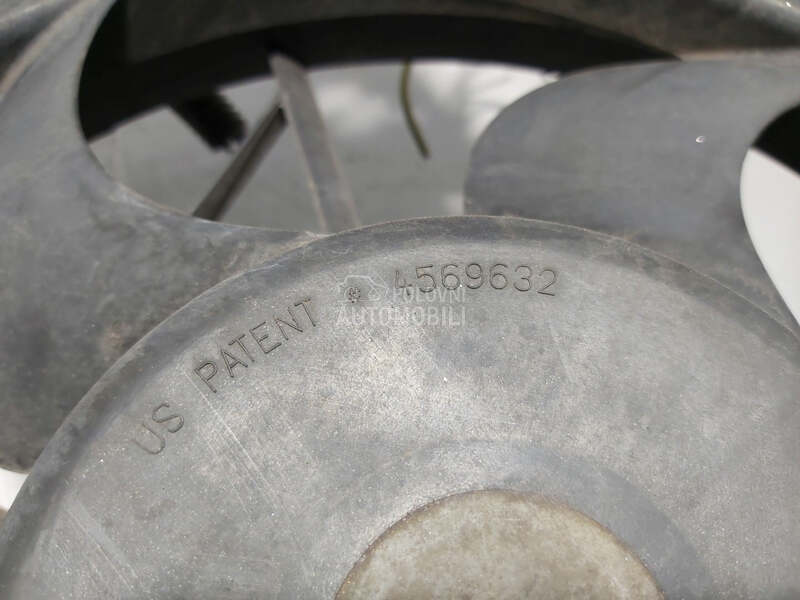 US PATENT # 4569632
POLOVNI
AUTOMOBILI